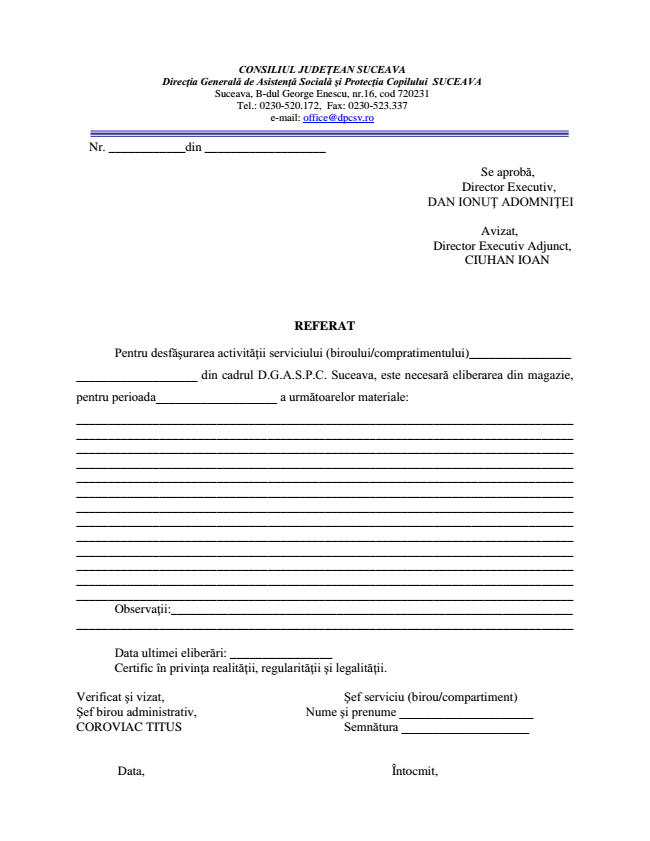 CONSILIUL JUDEŢEAN SUCEAVA
Direcţia Generală de Asistenţă Socială şi Protecţia Copilului SUCEAVA
Suceava, B-dul George Enescu, nr.16, cod 720231
Tel.: 0230-520.172, Fax: 0230-523.337
e-mail: office@dpcsv.ro
Nr. ____________din ___________________
Se aprobă,
Director Executiv,
DAN IONUŢ ADOMNIŢEI
Avizat,
Director Executiv Adjunct,
CIUHAN IOAN
REFERAT
Pentru desfăşurarea activităţii serviciului (biroului/compratimentului)________________
___________________ din cadrul D.G.A.S.P.C. Suceava, este necesară eliberarea din magazie,
pentru perioada___________________ a următoarelor materiale:
Observaţii:_______________________________________________________________
Data ultimei eliberări: ________________
Certific în privinţa realităţii, regularităţii şi legalităţii.
Verificat şi vizat, Şef serviciu (birou/compartiment)
Şef birou administrativ, Nume şi prenume _____________________
COROVIAC TITUS Semnătura ____________________
Data, Întocmit,